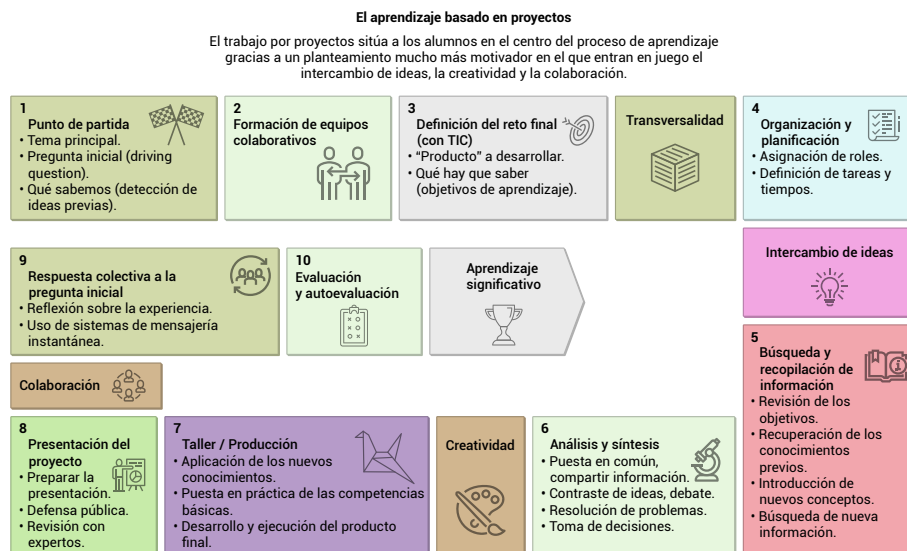 El aprendizaje basado en proyectos
El trabajo por proyectos sitúa a los alumnos en el centro del proceso de aprendizaje
gracias a un planteamiento mucho más motivador en el que entran en juego el
intercambio de ideas, la creatividad y la colaboración.
1
Punto de partida
• Tema principal.
• Pregunta inicial (driving
question).
• Qué sabemos (detección de
ideas previas).
2
Formación de equipos
colaborativos
3
Definición del reto final
(con TIC)
• “Producto” a desarrollar.
• Qué hay que saber
(objetivos de aprendizaje).
Transversalidad
4
Organización y
planificación
• Asignación de roles.
• Definición de tareas y
tiempos.
Intercambio de ideas
5
Búsqueda y
recopilación de
información
• Revisión de los
objetivos.
• Recuperación de los
conocimientos
previos.
• Introducción de
nuevos conceptos.
• Búsqueda de nueva
información.
6
Análisis y síntesis
• Puesta en común,
compartir información.
• Contraste de ideas, debate.
• Resolución de problemas.
• Toma de decisiones.
Creatividad
7
Taller / Producción
• Aplicación de los nuevos
conocimientos.
• Puesta en práctica de las competencias
básicas.
• Desarrollo y ejecución del producto
final.
8
Presentación del
proyecto
• Preparar la
presentación.
• Defensa pública.
• Revisión con
expertos.
Colaboración
9
Respuesta colectiva a la
pregunta inicial
• Reflexión sobre la experiencia.
• Uso de sistemas de mensajería
instantánea.
10
Evaluación
y autoevaluación
Aprendizaje
significativo